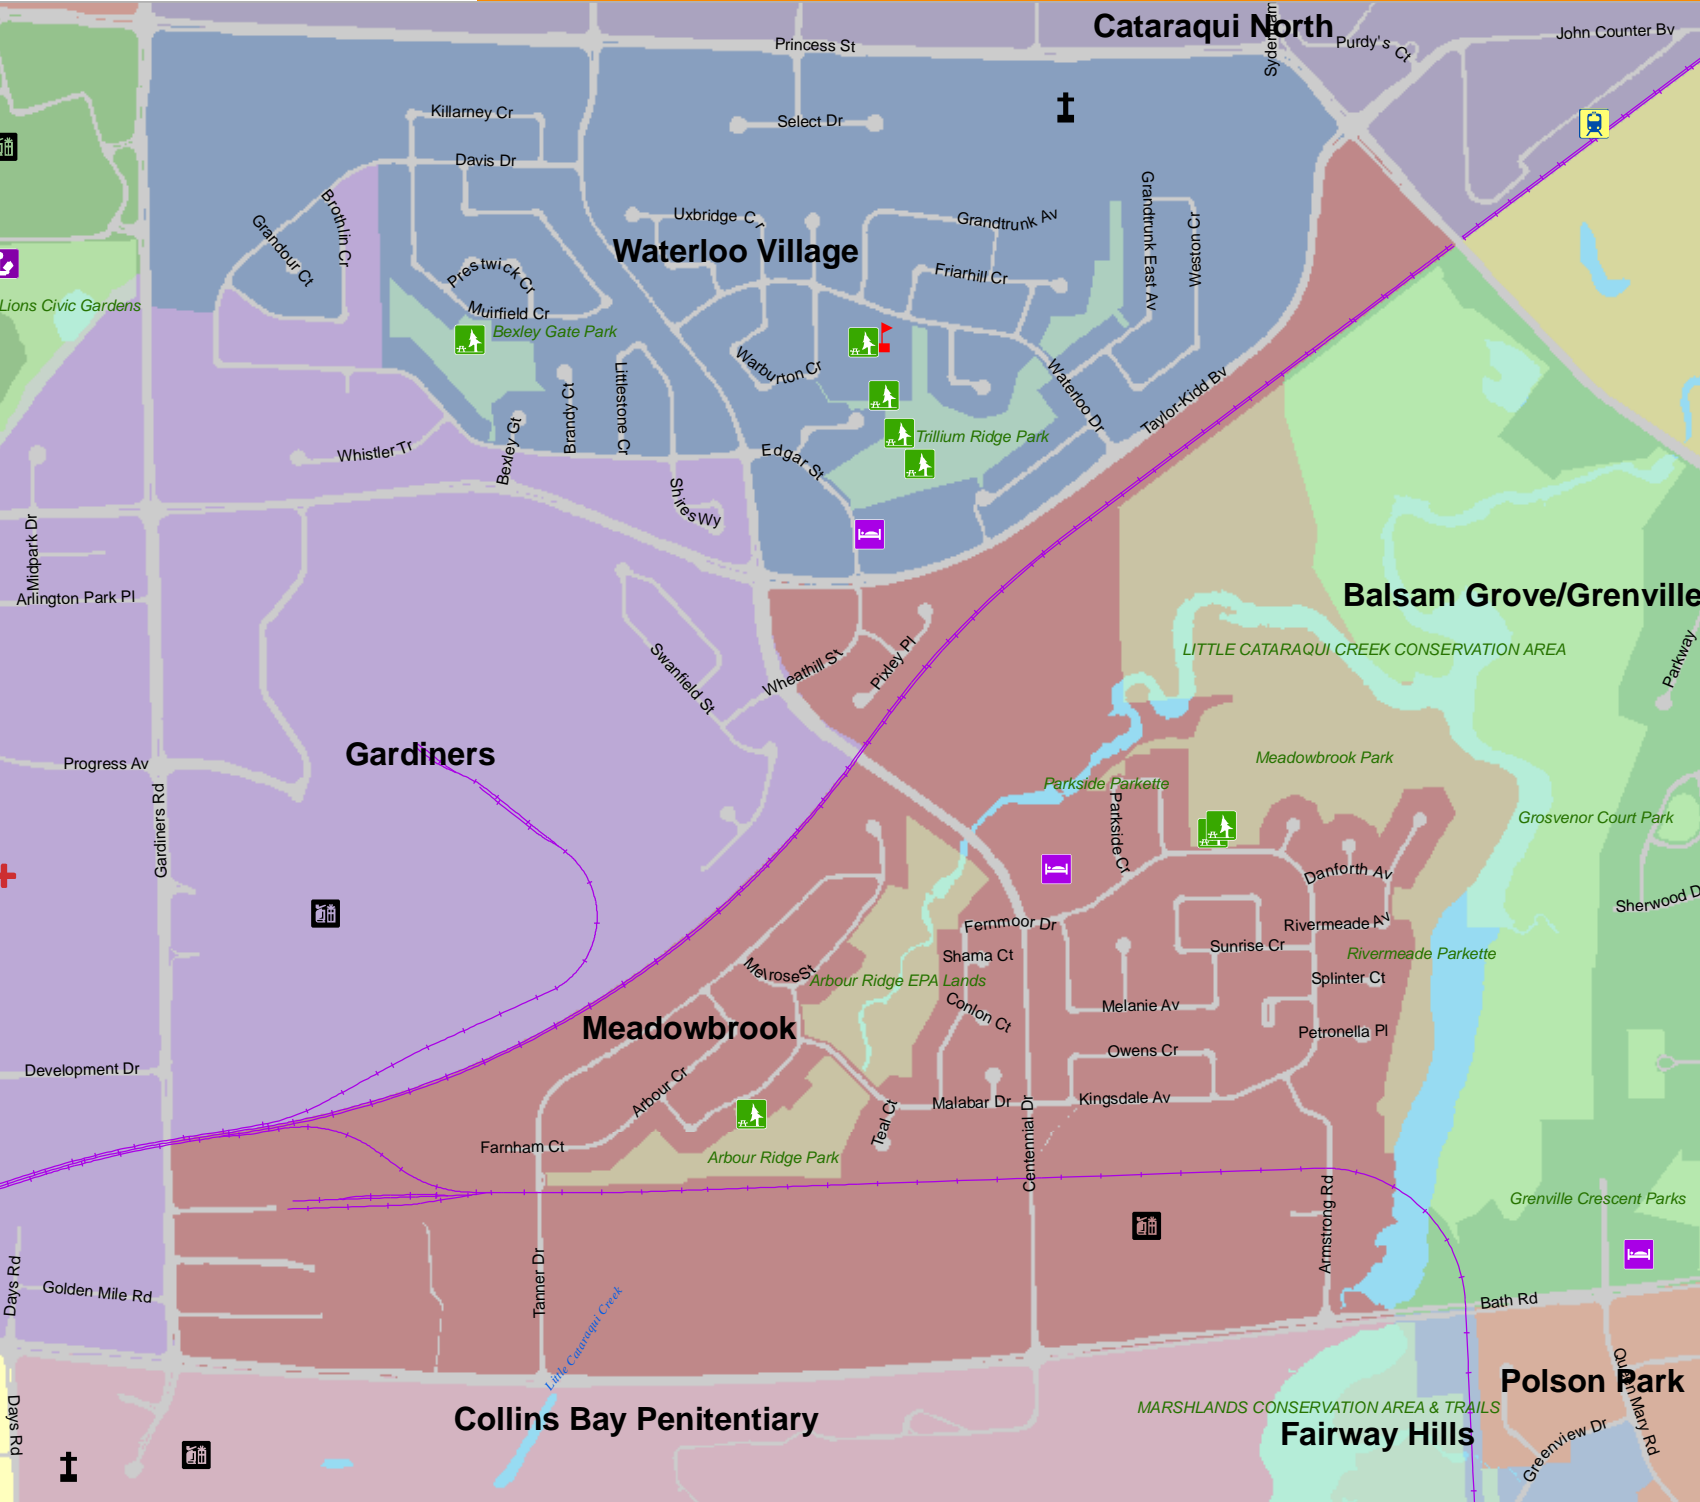 Cataraqui North
Sydenham
Purdy's Ct
John Counter Bv
Princess St
Killarney Cr
Select Dr
Davis Dr
Brothlin Cr
Grandour Ct
Uxbridge Cr
Grandtrunk Av
Grandtrunk East Av
Weston Cr
Waterloo Village
Prestwick Cr
Friarhill Cr
Lions Civic Gardens
Muirfield Cr
Bexley Gate Park
Warburton Cr
Littlestone Cr
Brandy Ct
Waterloo Dr
Taylor-Kidd Bv
Whistler Tr
Bexley Gt
Edgar St
Trillium Ridge Park
Shires Wy
Midpark Dr
Arlington Park Pl
Balsam Grove/Grenville
LITTLE CATARAQUI CREEK CONSERVATION AREA
Parkway
Swanfield St
Wheathill St
Pixley Pl
Gardiners
Progress Av
Gardiners Rd
Meadowbrook Park
Parkside Parkette
Parkside Cr
Grosvenor Court Park
Danforth Av
Sherwood D
Fernmoor Dr
Rivermeade Av
Sunrise Cr
Rivermeade Parkette
Shama Ct
Melrose St
Arbour Ridge EPA Lands
Splinter Ct
Conlon Ct
Melanie Av
Meadowbrook
Petronella Pl
Owens Cr
Development Dr
Arbour Cr
Malabar Dr
Kingsdale Av
Teal Ct
Centennial Dr
Farnham Ct
Arbour Ridge Park
Grenville Crescent Parks
Armstrong Rd
Days Rd
Golden Mile Rd
Tanner Dr
Little Cataraqui Creek
Bath Rd
Polson Park
Queen Mary Rd
Days Rd
Collins Bay Penitentiary
MARSHLANDS CONSERVATION AREA & TRAILS
Fairway Hills
Greenview Dr